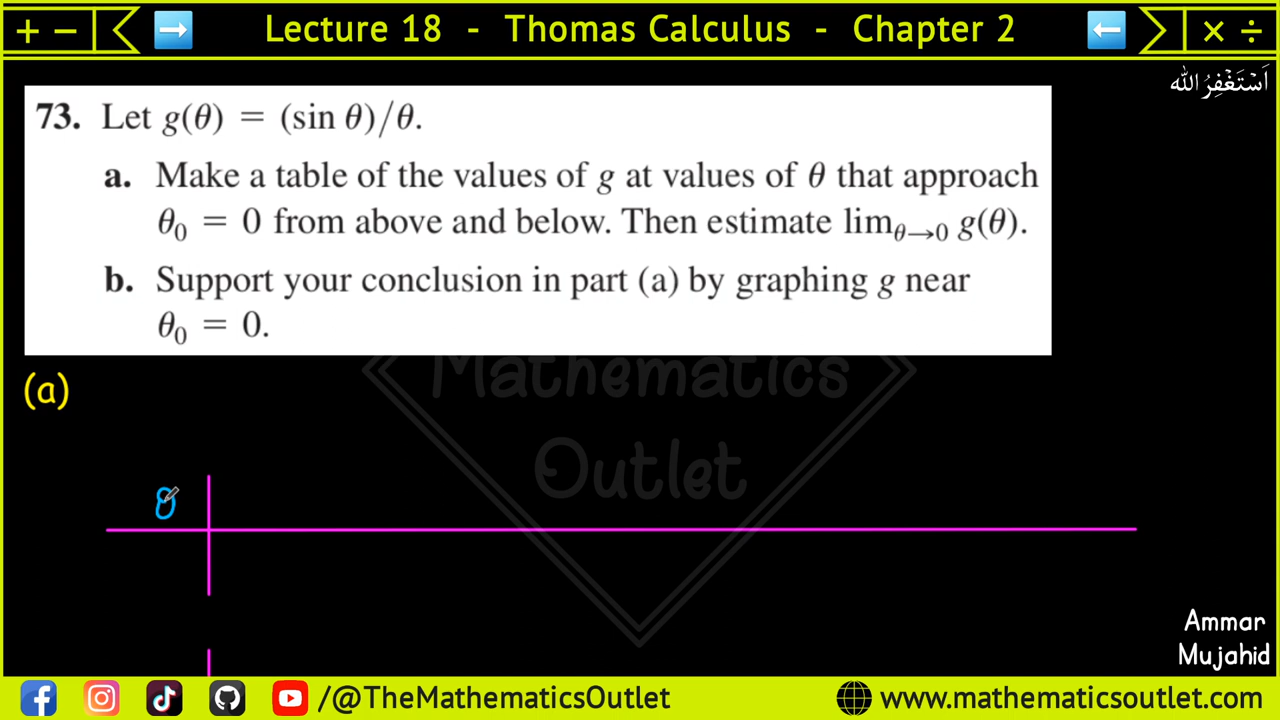 + − Lecture 18 - Thomas Calculus - Chapter 2 × ÷
اَسْتَغْفِرُ اللّٰه
73. Let g(θ) = (sin θ)/θ.
a. Make a table of the values of g at values of θ that approach
θ₀ = 0 from above and below. Then estimate lim_θ→0 g(θ).
b. Support your conclusion in part (a) by graphing g near
θ₀ = 0.
Mathematics
Outlet
(a)
θ
Ammar
Mujahid
/@TheMathematicsOutlet www.mathematicsoutlet.com